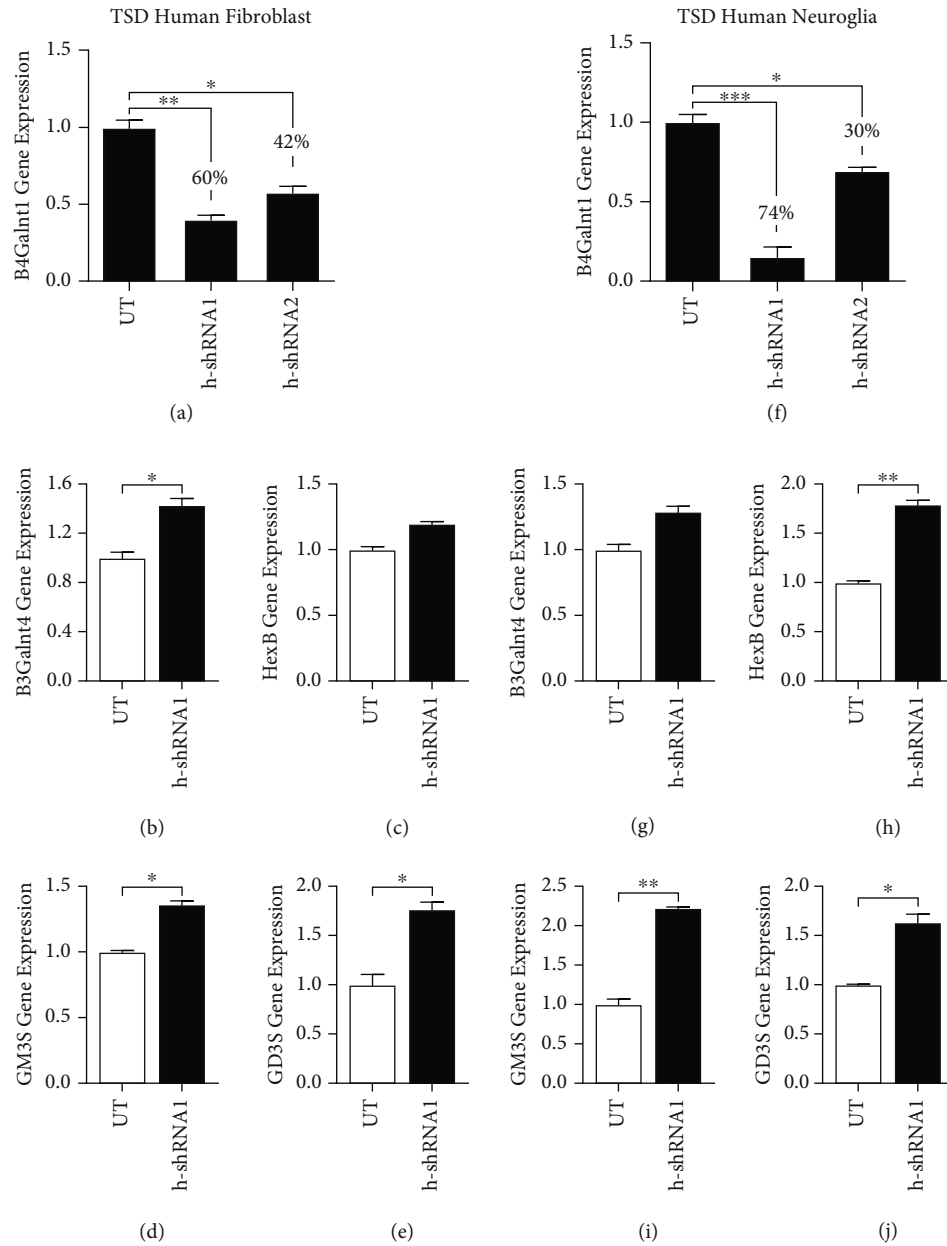 TSD Human Fibroblast
B4Galnt1 Gene Expression
1.5
1.0
0.5
0.0
*
**
60%
42%
UT
h-shRNA1
h-shRNA2
(a)
TSD Human Neuroglia
B4Galnt1 Gene Expression
1.5
1.0
0.5
0.0
*
***
74%
30%
UT
h-shRNA1
h-shRNA2
(f)
B3Galnt4 Gene Expression
1.6
1.2
0.8
0.4
0.0
*
UT
h-shRNA1
(b)
HexB Gene Expression
1.5
1.0
0.5
0.0
UT
h-shRNA1
(c)
B3Galnt4 Gene Expression
1.5
1.0
0.5
0.0
UT
h-shRNA1
(g)
HexB Gene Expression
2.0
1.5
1.0
0.5
0.0
**
UT
h-shRNA1
(h)
GM3S Gene Expression
1.5
1.0
0.5
0.0
*
UT
h-shRNA1
(d)
GD3S Gene Expression
2.0
1.5
1.0
0.5
0.0
*
UT
h-shRNA1
(e)
GM3S Gene Expression
2.5
2.0
1.5
1.0
0.5
0.0
**
UT
h-shRNA1
(i)
GD3S Gene Expression
2.0
1.5
1.0
0.5
0.0
*
UT
h-shRNA1
(j)